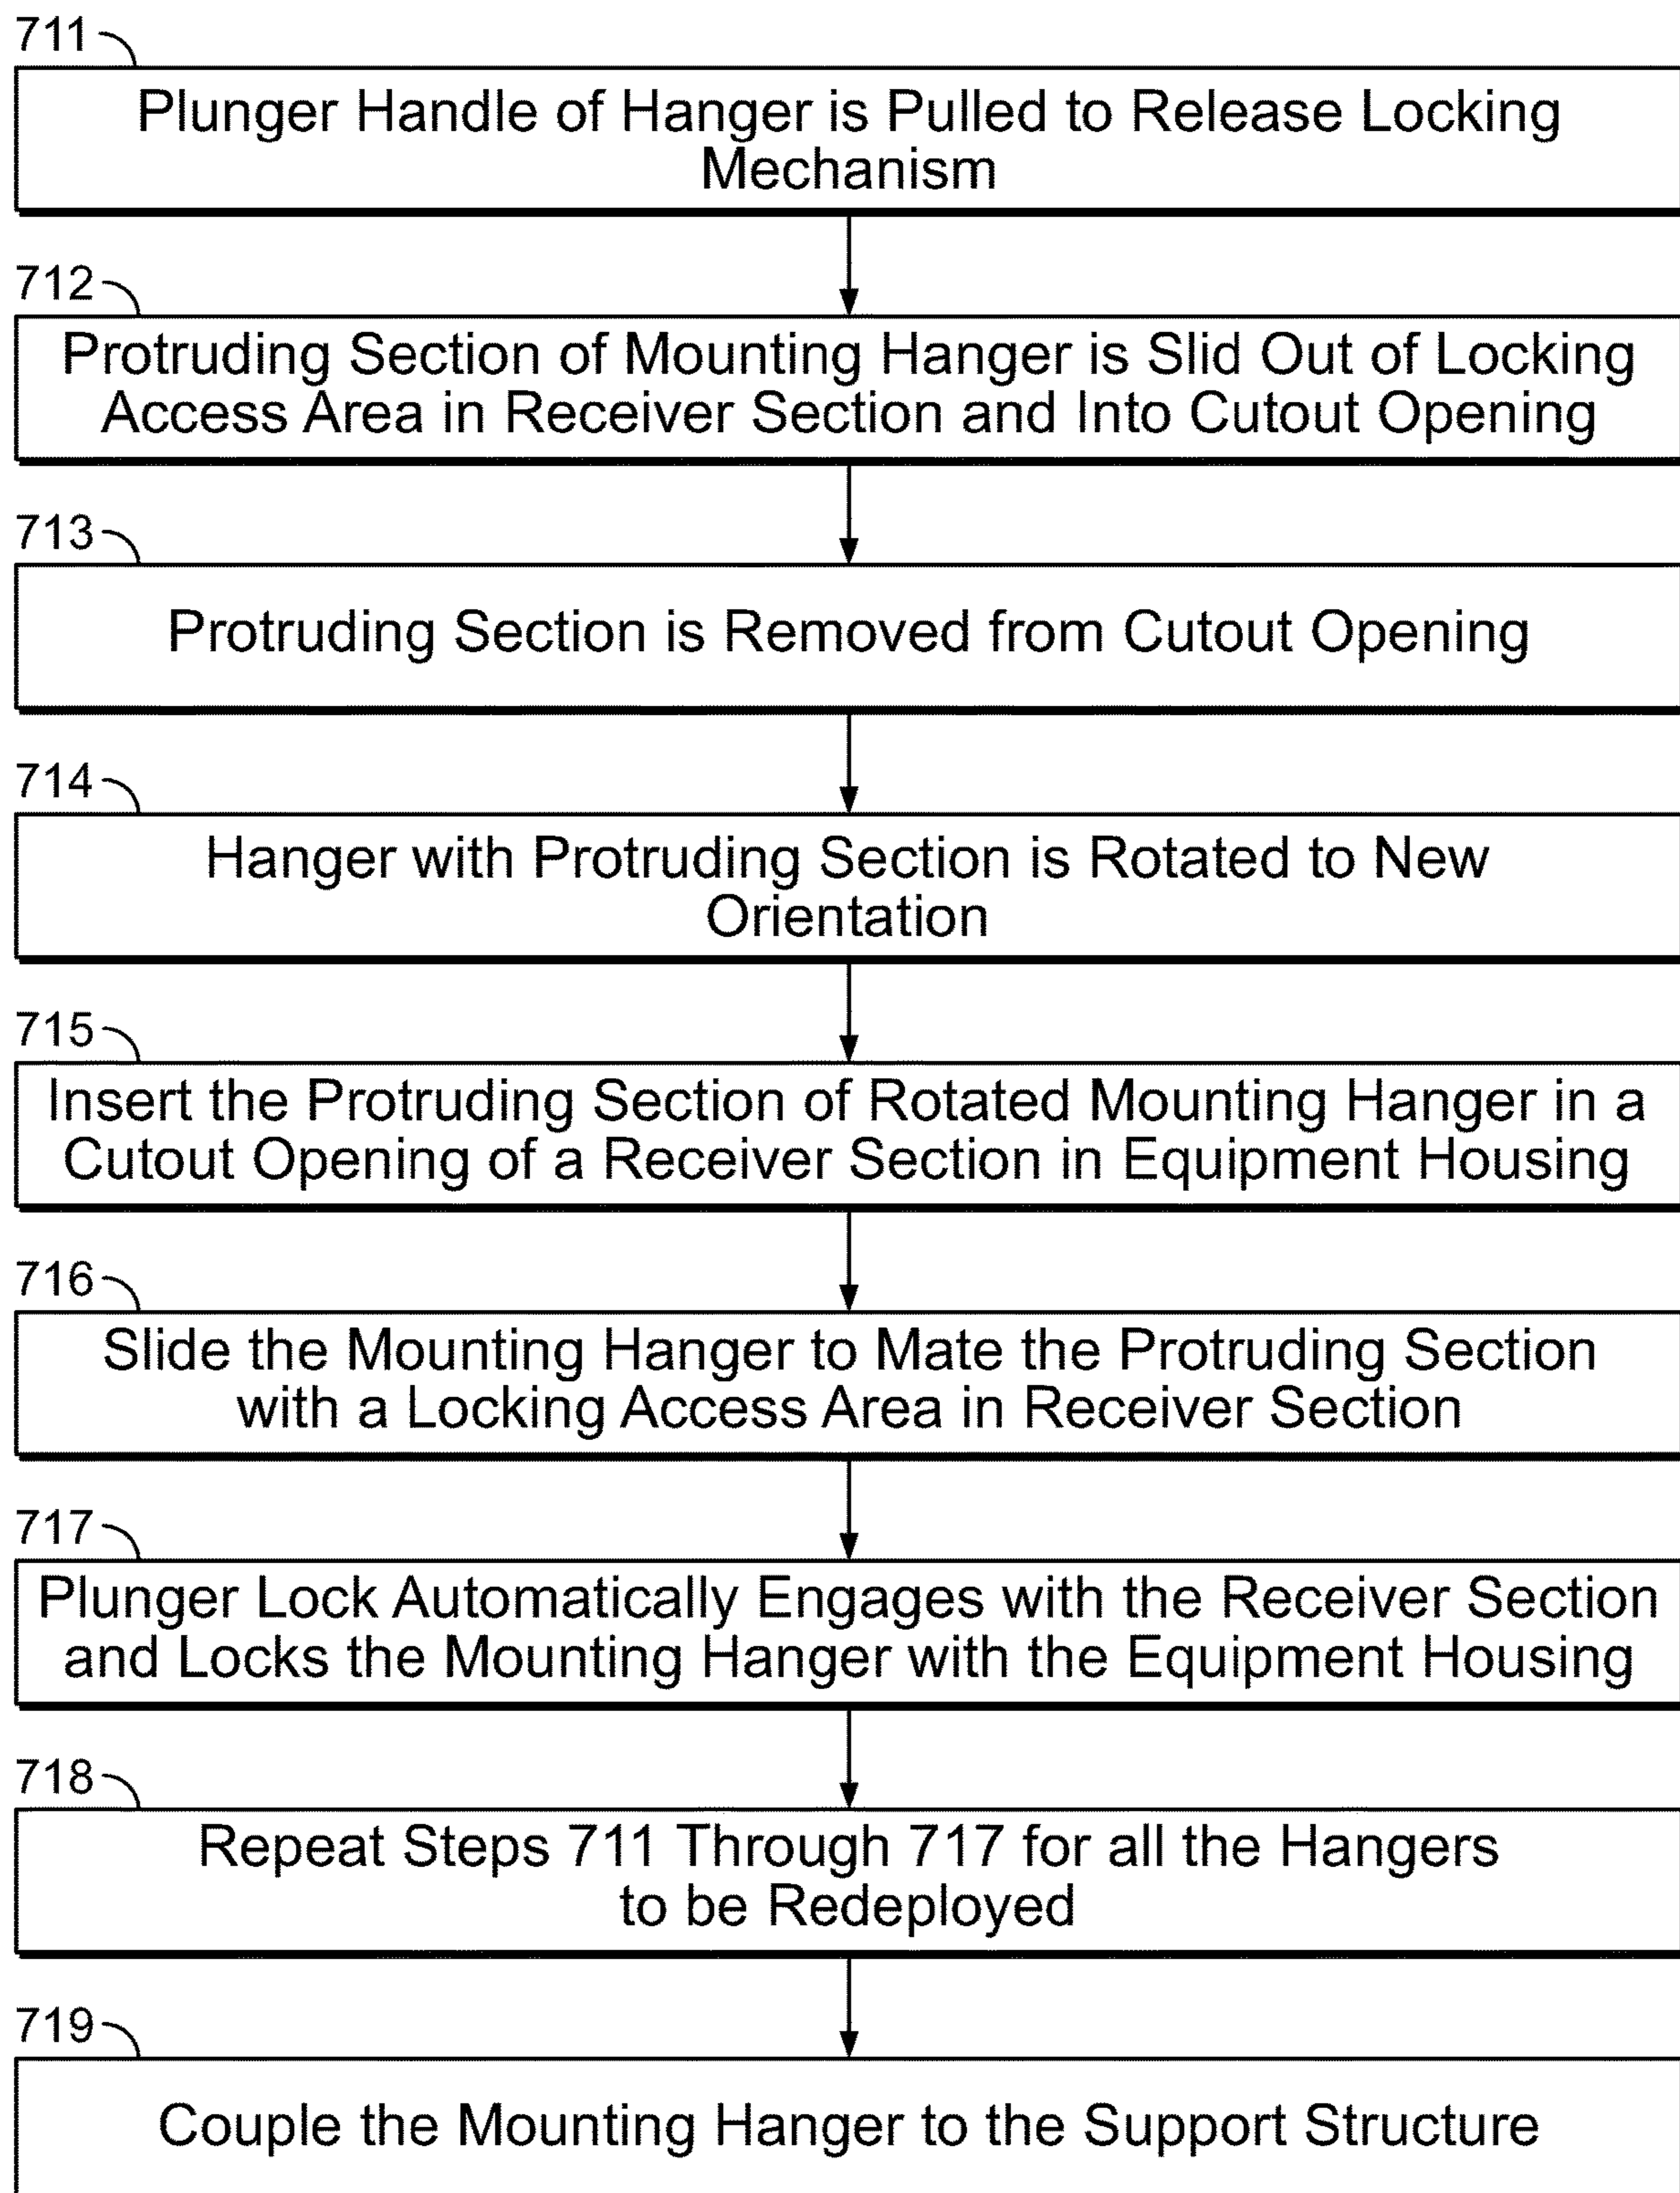 711
Plunger Handle of Hanger is Pulled to Release Locking
Mechanism
712
Protruding Section of Mounting Hanger is Slid Out of Locking
Access Area in Receiver Section and Into Cutout Opening
713
Protruding Section is Removed from Cutout Opening
714
Hanger with Protruding Section is Rotated to New
Orientation
715
Insert the Protruding Section of Rotated Mounting Hanger in a
Cutout Opening of a Receiver Section in Equipment Housing
716
Slide the Mounting Hanger to Mate the Protruding Section
with a Locking Access Area in Receiver Section
717
Plunger Lock Automatically Engages with the Receiver Section
and Locks the Mounting Hanger with the Equipment Housing
718
Repeat Steps 711 Through 717 for all the Hangers
to be Redeployed
719
Couple the Mounting Hanger to the Support Structure